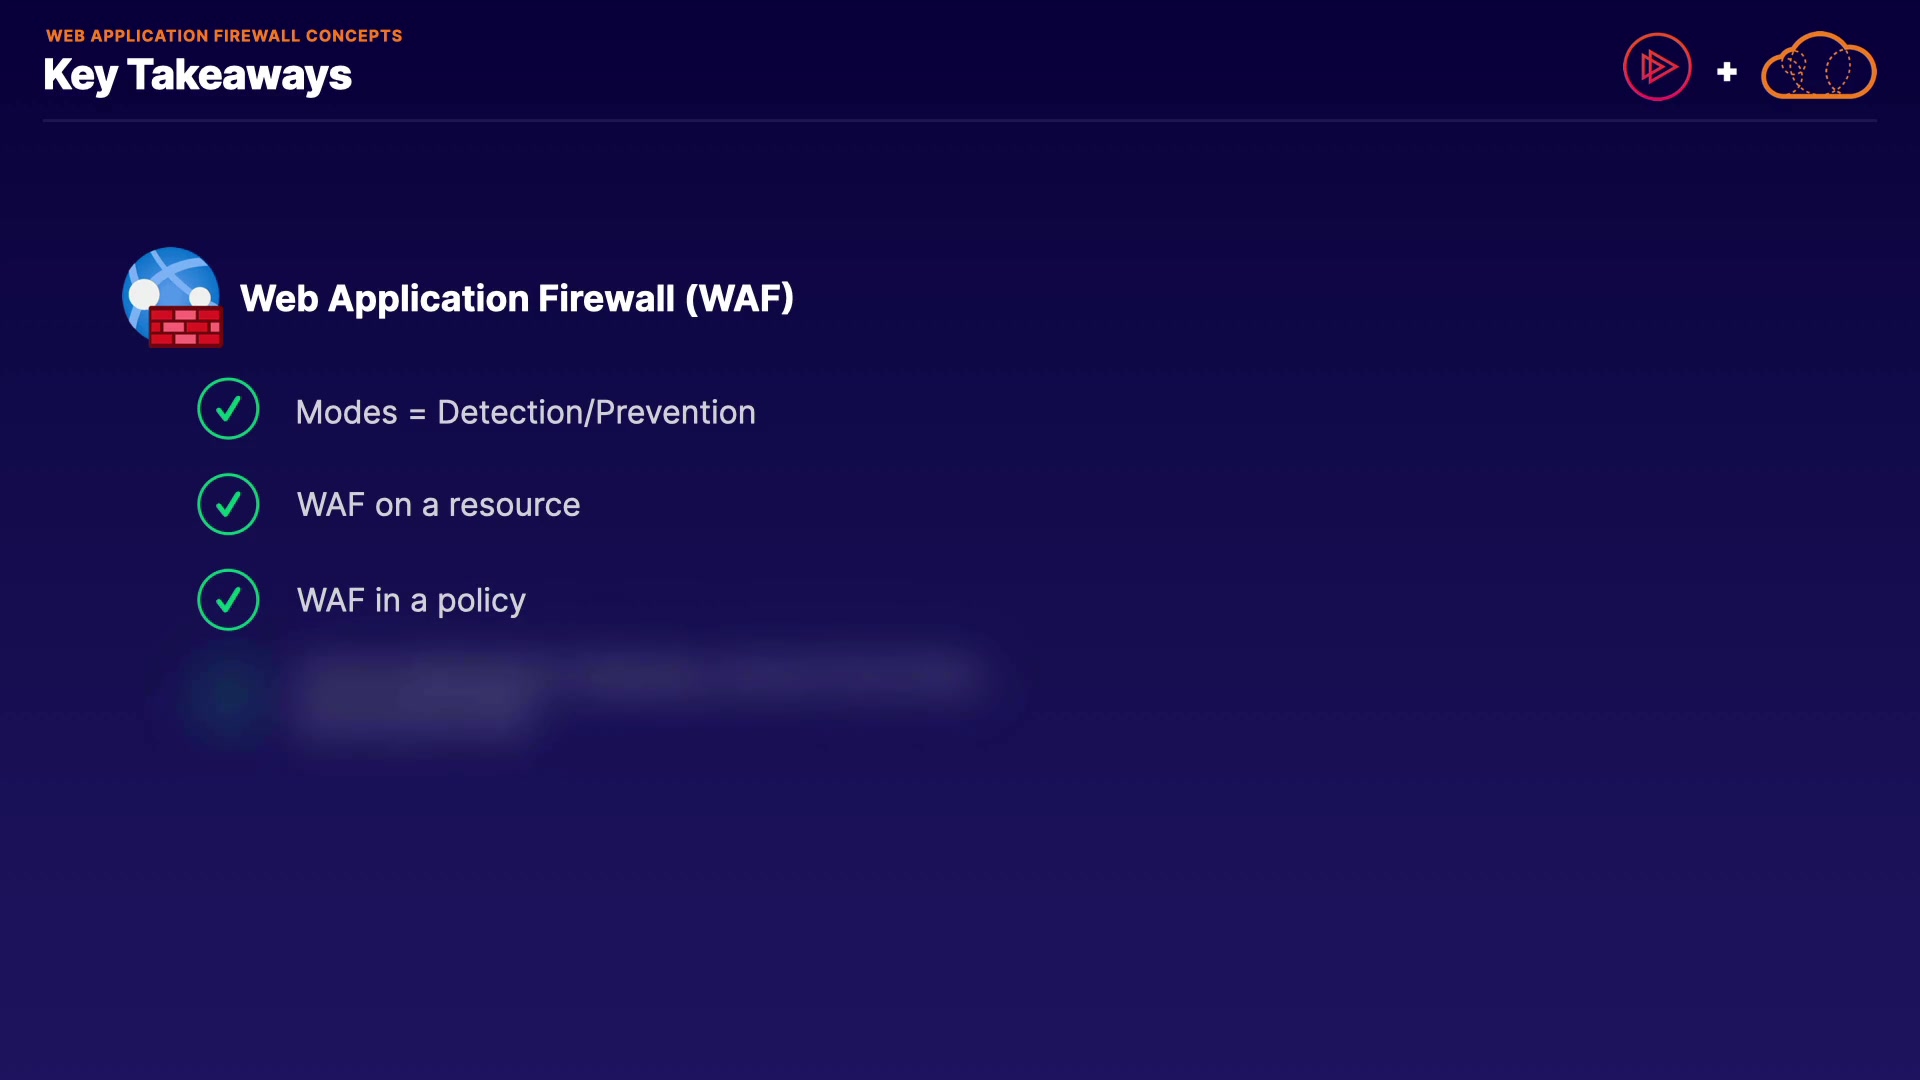 WEB APPLICATION FIREWALL CONCEPTS
Key Takeaways
Web Application Firewall (WAF)
Modes = Detection/Prevention
WAF on a resource
WAF in a policy